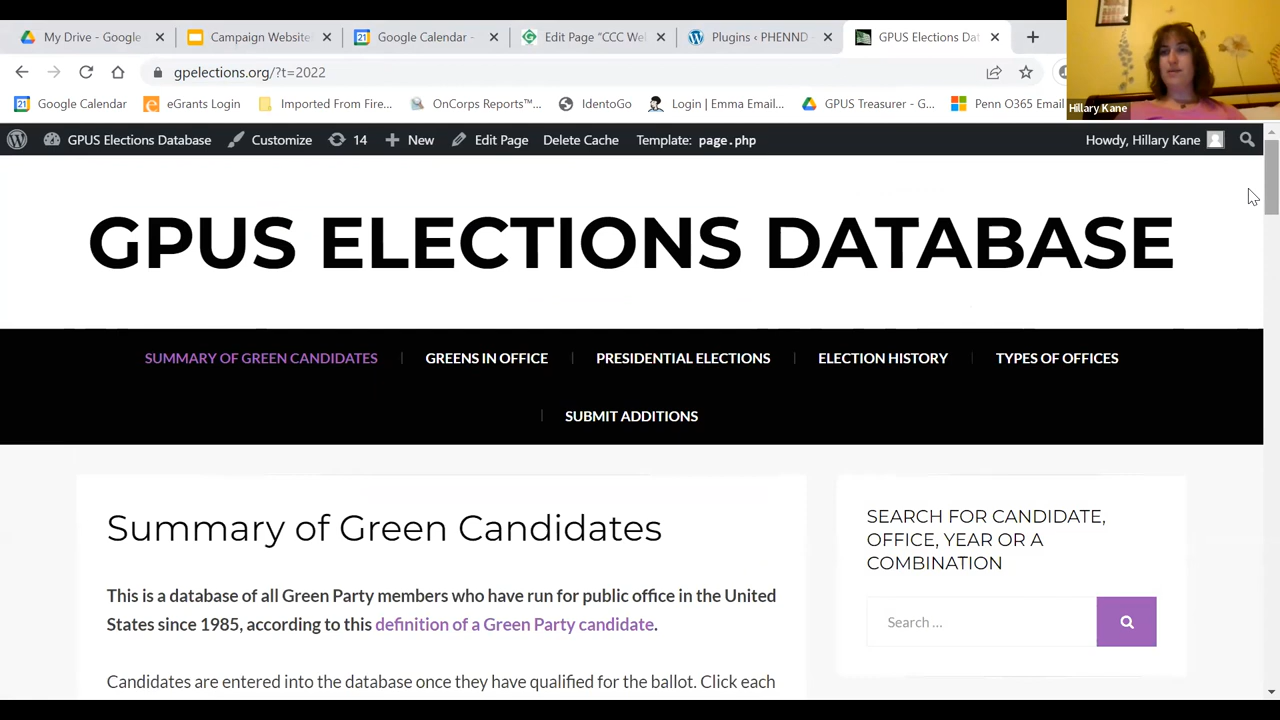 My Drive - Google
Campaign Website
Google Calendar -
Edit Page "CCC We
Plugins ‹ PHENND -
GPUS Elections Dat
gpelections.org/?t=2022
Google Calendar
eGrants Login
Imported From Fire...
OnCorps Reports™...
IdentoGo
Login | Emma Email...
GPUS Treasurer - G...
Penn O365 Email
Hillary Kane
GPUS Elections Database
Customize
14
New
Edit Page
Delete Cache
Template: page.php
Howdy, Hillary Kane
GPUS ELECTIONS DATABASE
SUMMARY OF GREEN CANDIDATES
GREENS IN OFFICE
PRESIDENTIAL ELECTIONS
ELECTION HISTORY
TYPES OF OFFICES
SUBMIT ADDITIONS
Summary of Green Candidates
This is a database of all Green Party members who have run for public office in the United
States since 1985, according to this definition of a Green Party candidate.
Candidates are entered into the database once they have qualified for the ballot. Click each
SEARCH FOR CANDIDATE,
OFFICE, YEAR OR A
COMBINATION
Search ...